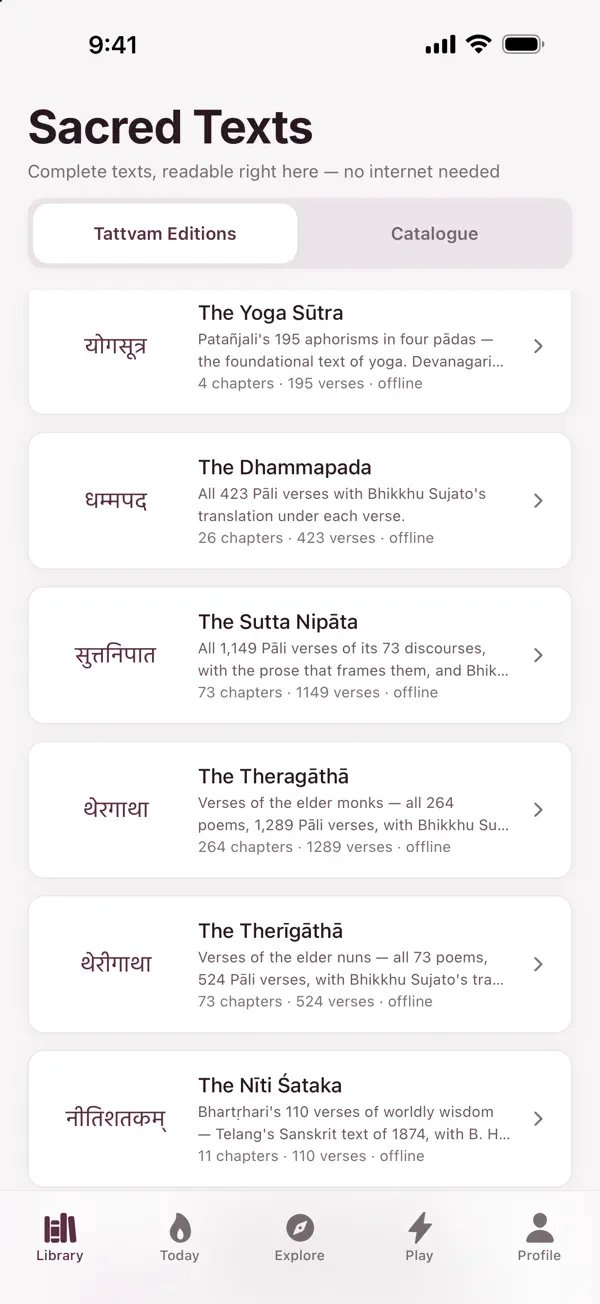 9:41
Sacred Texts
Complete texts, readable right here — no internet needed
Tattvam Editions
Catalogue
योगसूत्र
The Yoga Sūtra
Patañjali's 195 aphorisms in four pādas —
the foundational text of yoga. Devanagari...
4 chapters · 195 verses · offline
धम्मपद
The Dhammapada
All 423 Pāli verses with Bhikkhu Sujato's
translation under each verse.
26 chapters · 423 verses · offline
सुत्तनिपात
The Sutta Nipāta
All 1,149 Pāli verses of its 73 discourses,
with the prose that frames them, and Bhik...
73 chapters · 1149 verses · offline
थेरगाथा
The Theragāthā
Verses of the elder monks — all 264
poems, 1,289 Pāli verses, with Bhikkhu Su...
264 chapters · 1289 verses · offline
थेरीगाथा
The Therīgāthā
Verses of the elder nuns — all 73 poems,
524 Pāli verses, with Bhikkhu Sujato's tra...
73 chapters · 524 verses · offline
नीतिशतकम्
The Nīti Śataka
Bhartṛhari's 110 verses of worldly wisdom
— Telang's Sanskrit text of 1874, with B. H...
11 chapters · 110 verses · offline
Library
Today
Explore
Play
Profile